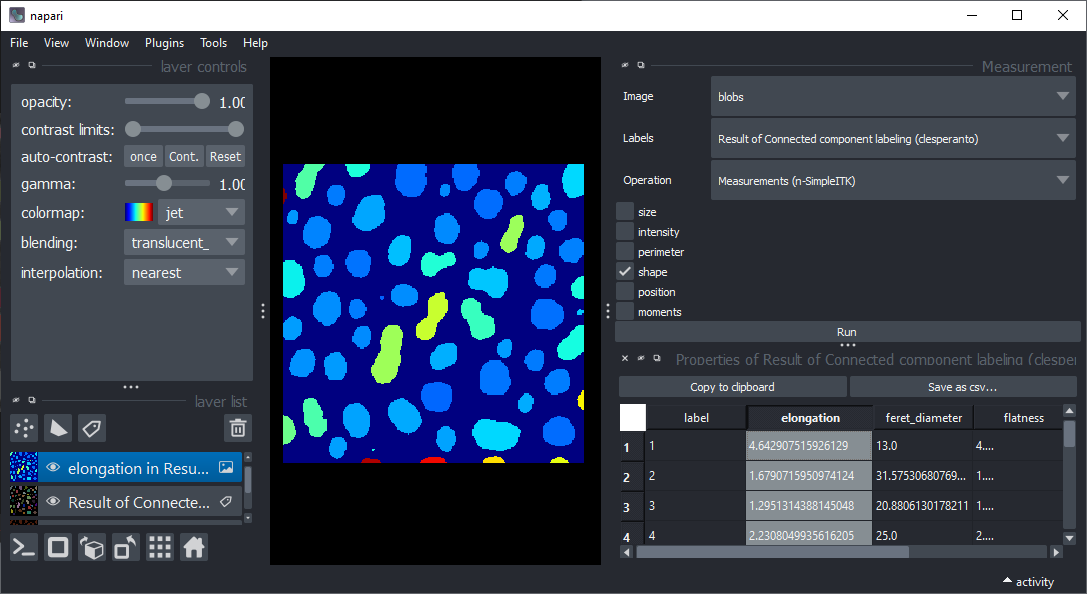 napari
File View Window Plugins Tools Help
layer controls
opacity: 1.00
contrast limits:
auto-contrast: once Cont. Reset
gamma: 1.00
colormap: jet
blending: translucent_
interpolation: nearest
layer list
elongation in Resu...
Result of Connecte...
Measurement
Image blobs
Labels Result of Connected component labeling (clesperanto)
Operation Measurements (n-SimpleITK)
size
intensity
perimeter
shape
position
moments
Run
Properties of Result of Connected component labeling (clesper
Copy to clipboard Save as csv...
label elongation feret_diameter flatness
1 1 4.642907515926129 13.0 4....
2 2 1.6790715950974124 31.57530680769... 1....
3 3 1.2951314388145048 20.8806130178211 1....
4 4 2.2308049935616205 25.0 2....
activity